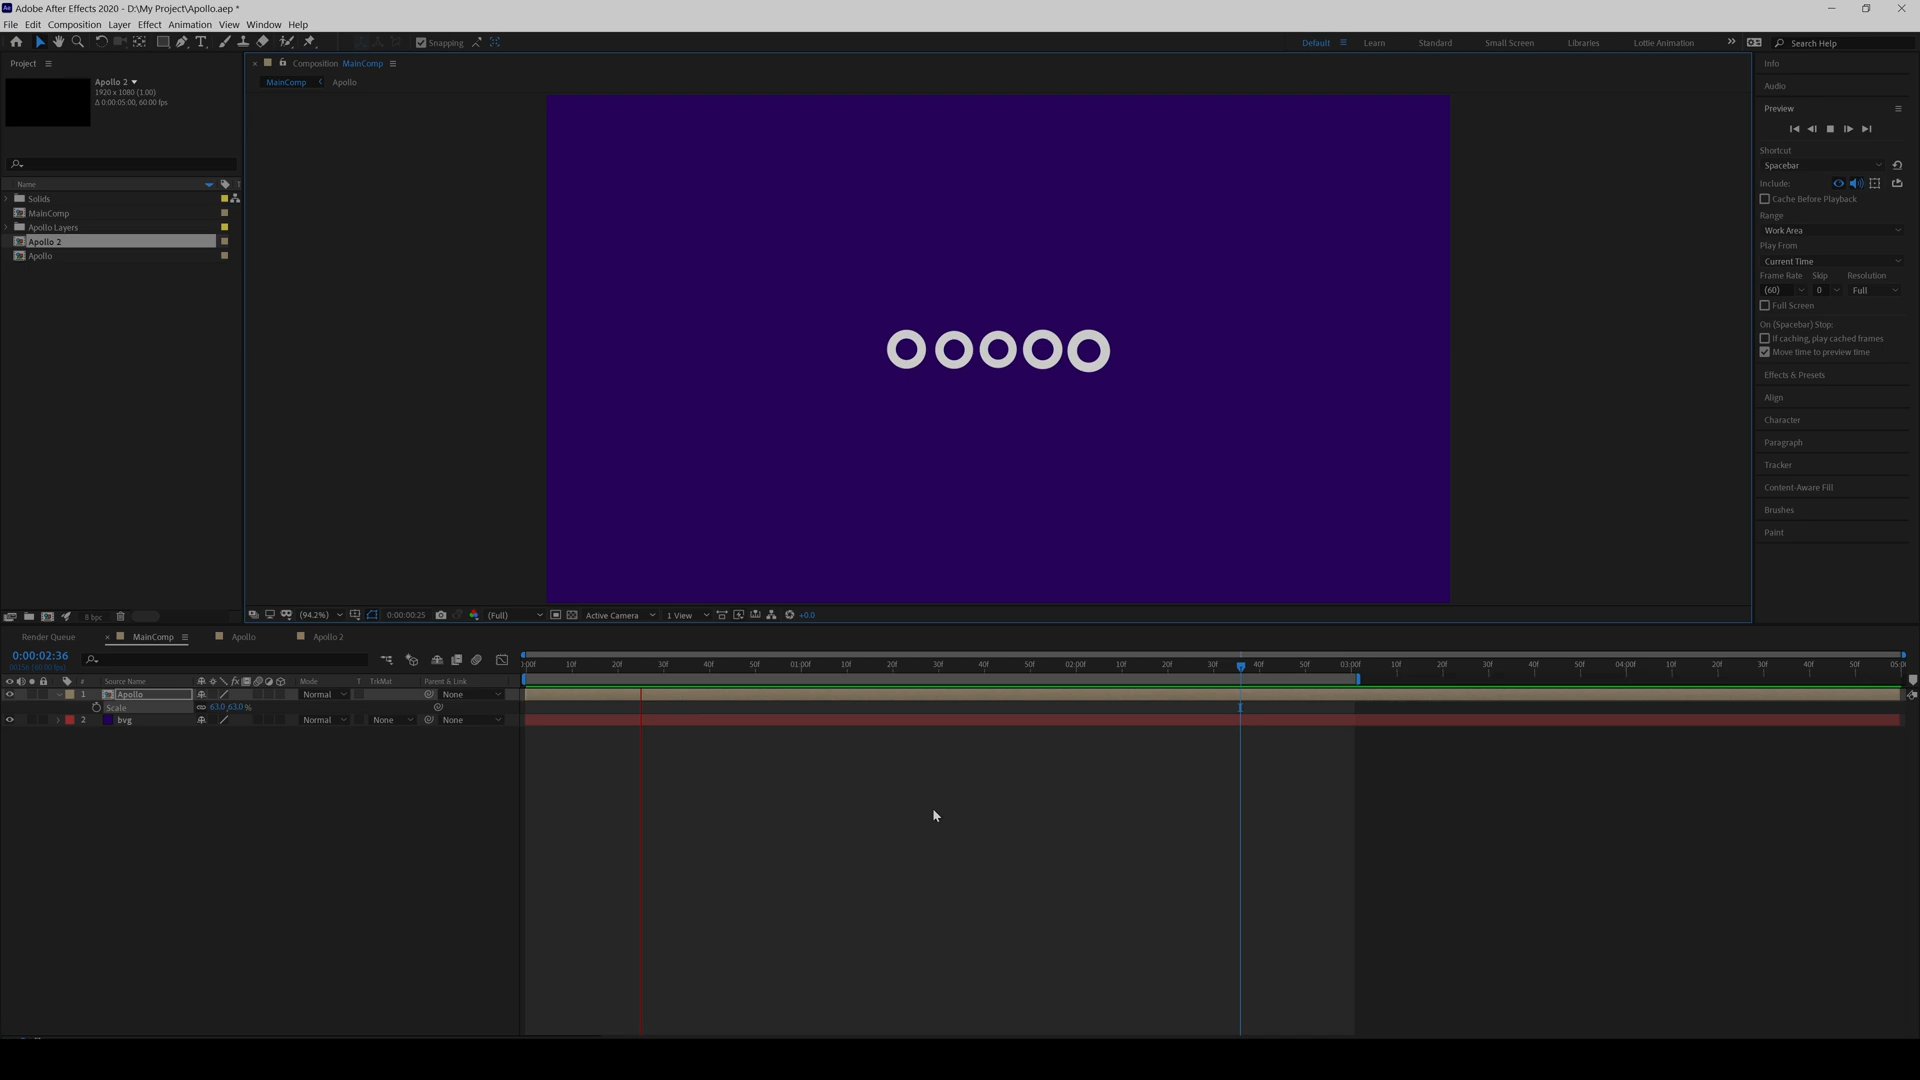 Adobe After Effects 2020 - D:\My Project\Apollo.aep *
File Edit Composition Layer Effect Animation View Window Help
Snapping
Default Learn Standard Small Screen Libraries Lottie Animation Search Help
Project
Apollo 2
1920 x 1080 (1.00)
Δ 0:00:05:00, 60.00 fps
Name
Solids
MainComp
Apollo Layers
Apollo 2
Apollo
8 bpc
Composition MainComp
MainComp Apollo
(94.2%) 0:00:00:25 (Full) Active Camera 1 View +0.0
Info
Audio
Preview
Shortcut
Spacebar
Include:
Cache Before Playback
Range
Work Area
Play From
Current Time
Frame Rate Skip Resolution
(60) 0 Full
Full Screen
On (Spacebar) Stop:
If caching, play cached frames
Move time to preview time
Effects & Presets
Align
Character
Paragraph
Tracker
Content-Aware Fill
Brushes
Paint
Render Queue MainComp Apollo Apollo 2
0:00:02:36
00156 (60.00 fps)
:00f 10f 20f 30f 40f 50f 01:00f 10f 20f 30f 40f 50f 02:00f 10f 20f 30f 40f 50f 03:00f 10f 20f 30f 40f 50f 04:00f 10f 20f 30f 40f 50f 05:00
# Source Name Mode T TrkMat Parent & Link
1 Apollo Normal None
Scale 63.0,63.0 %
2 bvg Normal None None